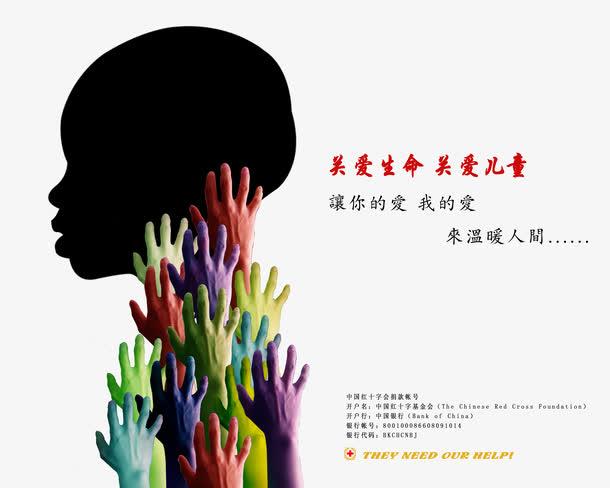 关爱生命 关爱儿童
讓你的愛 我的愛
來溫暖人間......
中国红十字会捐款帐号
开户名：中国红十字基金会（The Chinese Red Cross Foundation）
开户行：中国银行（Bank of China）
银行帐号：800100086608091014
银行代码：BKCHCNBJ
THEY NEED OUR HELP!